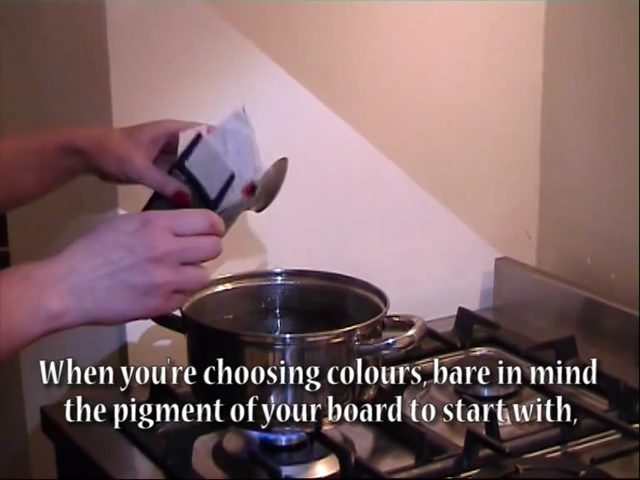 When you're choosing colours, bare in mind
the pigment of your board to start with,